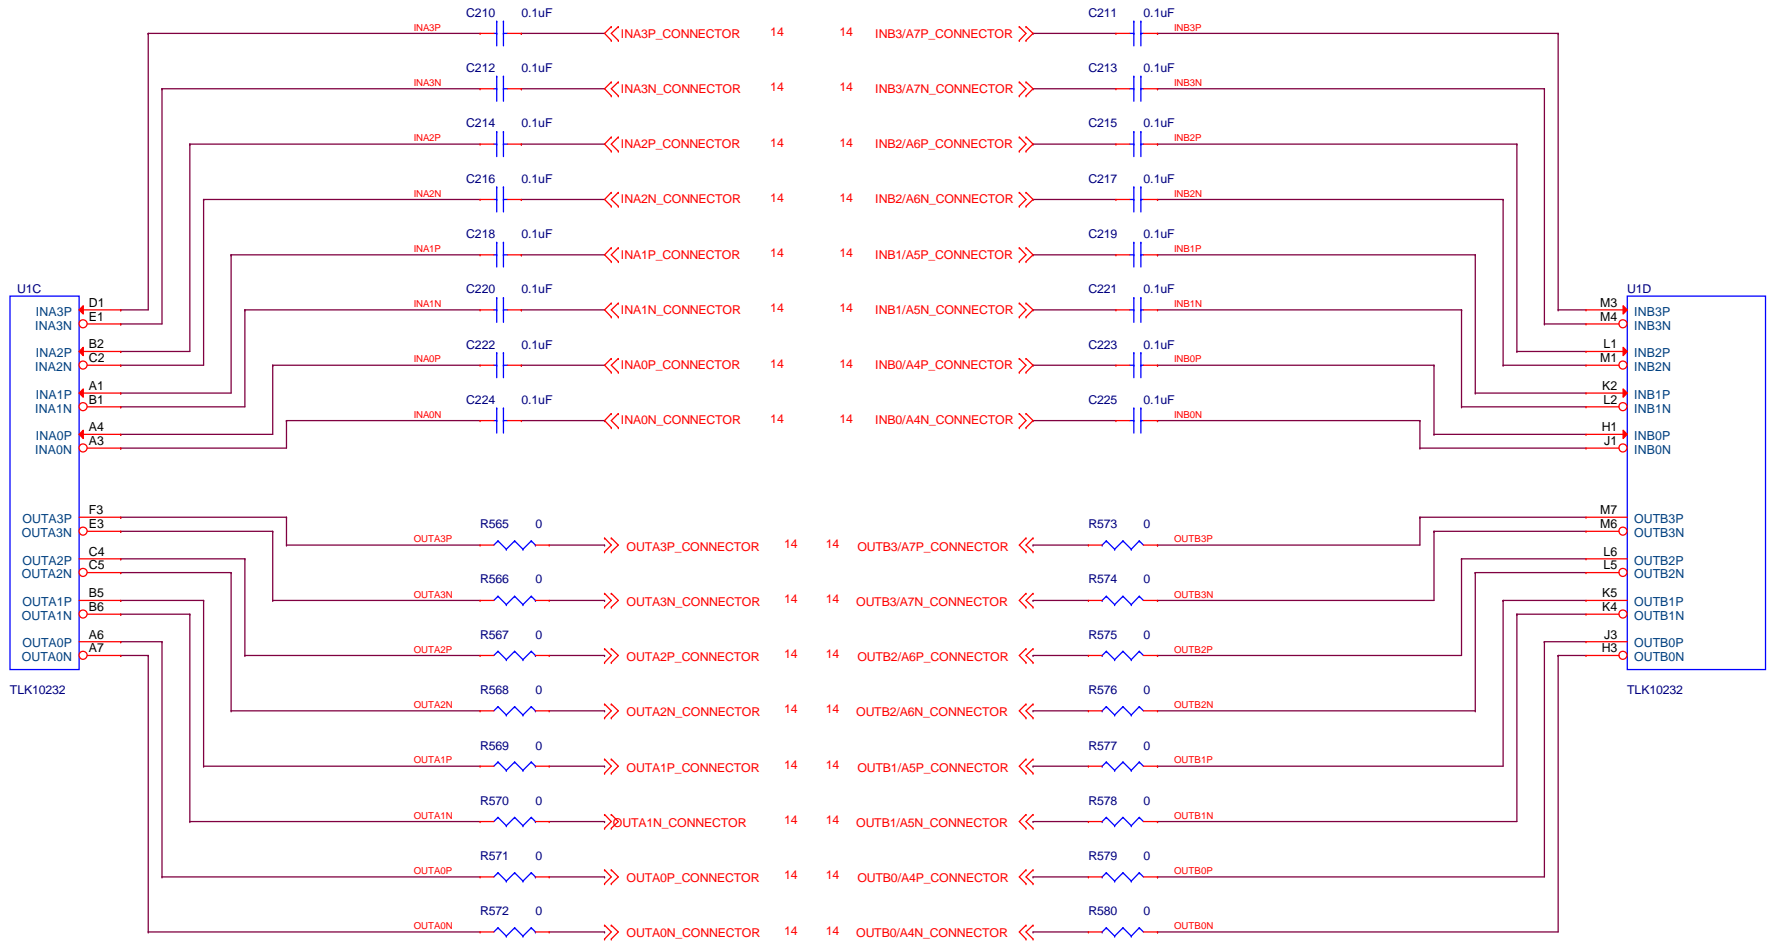 C210 0.1uF C211 0.1uF
INA3P INA3P_CONNECTOR 14 14 INB3/A7P_CONNECTOR INB3P
C212 0.1uF C213 0.1uF
INA3N INA3N_CONNECTOR 14 14 INB3/A7N_CONNECTOR INB3N
C214 0.1uF C215 0.1uF
INA2P INA2P_CONNECTOR 14 14 INB2/A6P_CONNECTOR INB2P
C216 0.1uF C217 0.1uF
INA2N INA2N_CONNECTOR 14 14 INB2/A6N_CONNECTOR INB2N
C218 0.1uF C219 0.1uF
INA1P INA1P_CONNECTOR 14 14 INB1/A5P_CONNECTOR INB1P
U1C C220 0.1uF C221 0.1uF U1D
INA3P D1 INA1N INA1N_CONNECTOR 14 14 INB1/A5N_CONNECTOR INB1N M3 INB3P
INA3N E1 M4 INB3N
INA2P B2 C222 0.1uF C223 0.1uF L1 INB2P
INA2N C2 INA0P INA0P_CONNECTOR 14 14 INB0/A4P_CONNECTOR INB0P M1 INB2N
INA1P A1 C224 0.1uF C225 0.1uF K2 INB1P
INA1N B1 INA0N INA0N_CONNECTOR 14 14 INB0/A4N_CONNECTOR INB0N L2 INB1N
INA0P A4 H1 INB0P
INA0N A3 J1 INB0N
OUTA3P F3 R565 0 R573 0 M7 OUTB3P
OUTA3N E3 M6 OUTB3N
OUTA3P OUTA3P_CONNECTOR 14 14 OUTB3/A7P_CONNECTOR OUTB3P
OUTA2P C4 L6 OUTB2P
OUTA2N C5 R566 0 R574 0 L5 OUTB2N
OUTA1P B5 OUTA3N OUTA3N_CONNECTOR 14 14 OUTB3/A7N_CONNECTOR OUTB3N K5 OUTB1P
OUTA1N B6 K4 OUTB1N
OUTA0P A6 R567 0 R575 0 J3 OUTB0P
OUTA0N A7 OUTA2P OUTA2P_CONNECTOR 14 14 OUTB2/A6P_CONNECTOR OUTB2P H3 OUTB0N
TLK10232 R568 0 R576 0 TLK10232
OUTA2N OUTA2N_CONNECTOR 14 14 OUTB2/A6N_CONNECTOR OUTB2N
R569 0 R577 0
OUTA1P OUTA1P_CONNECTOR 14 14 OUTB1/A5P_CONNECTOR OUTB1P
R570 0 R578 0
OUTA1N OUTA1N_CONNECTOR 14 14 OUTB1/A5N_CONNECTOR OUTB1N
R571 0 R579 0
OUTA0P OUTA0P_CONNECTOR 14 14 OUTB0/A4P_CONNECTOR OUTB0P
R572 0 R580 0
OUTA0N OUTA0N_CONNECTOR 14 14 OUTB0/A4N_CONNECTOR OUTB0N